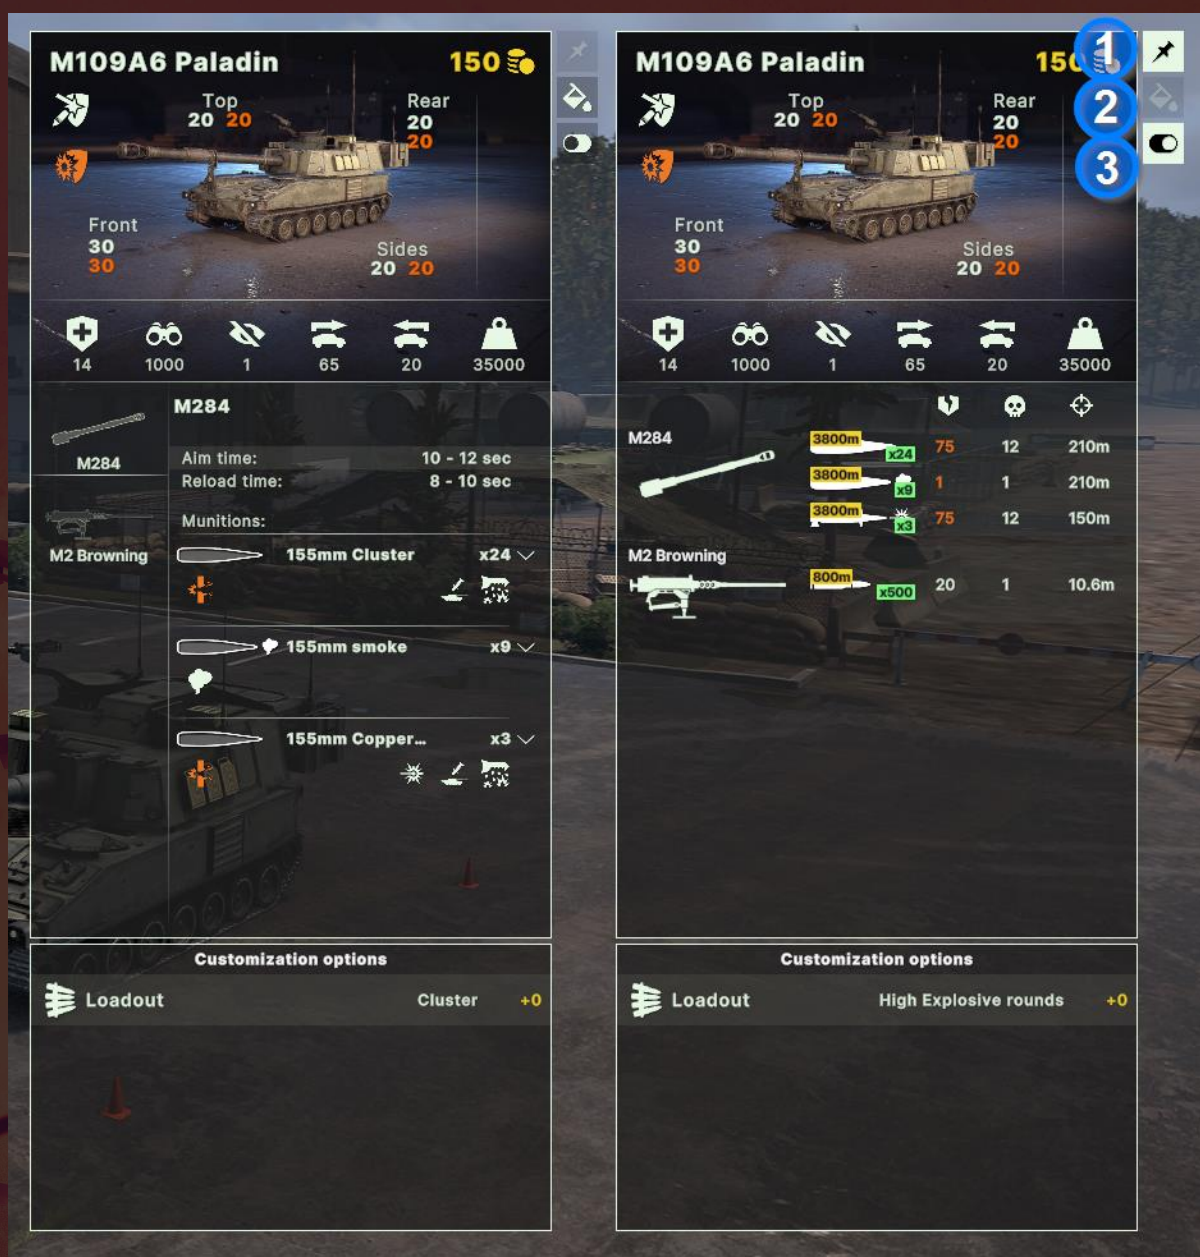 M109A6 Paladin 150
Top
20 20
Rear
20
20
Front
30
30
Sides
20 20
14 1000 1 65 20 35000
M284
M284
Aim time: 10 - 12 sec
Reload time: 8 - 10 sec
Munitions:
M2 Browning
155mm Cluster x24
155mm smoke x9
155mm Copper... x3
Customization options
Loadout Cluster +0
M109A6 Paladin 150
1
2
3
Top
20 20
Rear
20
20
Front
30
30
Sides
20 20
14 1000 1 65 20 35000
M284
3800m x24 75 12 210m
3800m x9 1 1 210m
3800m x3 75 12 150m
M2 Browning
800m x500 20 1 10.6m
Customization options
Loadout High Explosive rounds +0